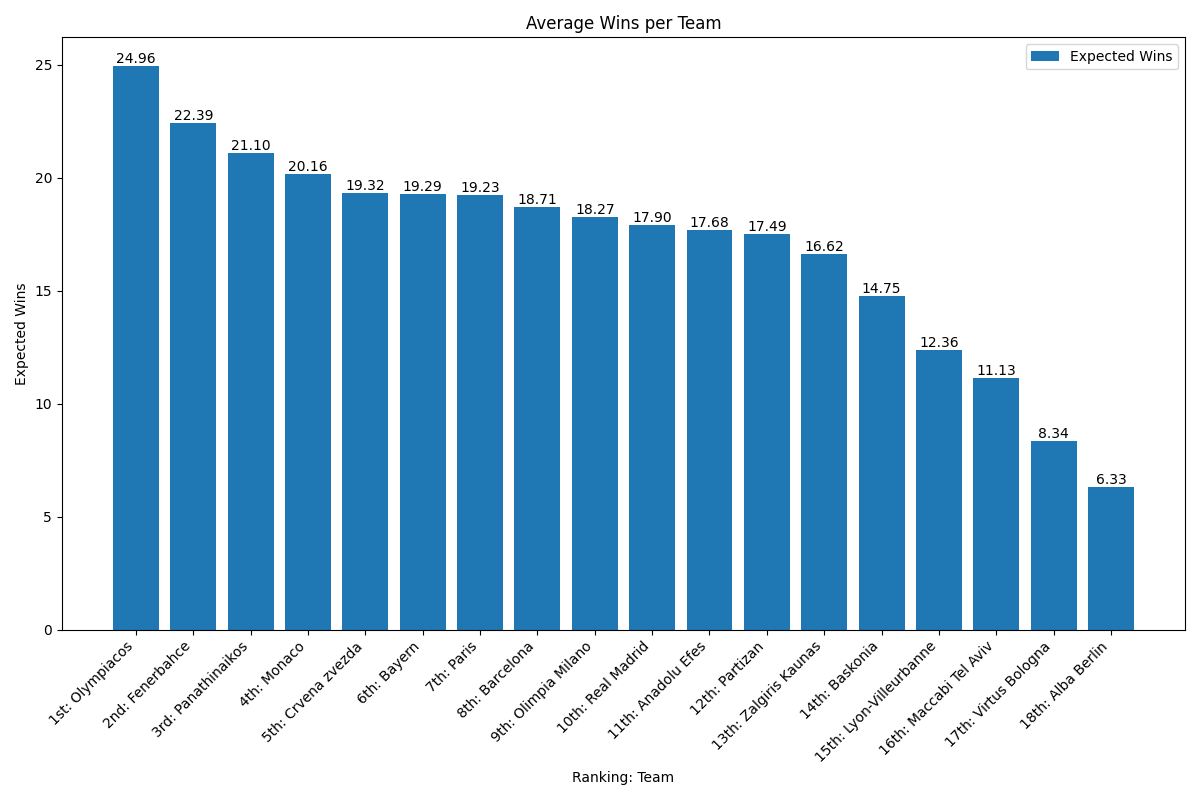 Average Wins per Team
Expected Wins
24.96
22.39
21.10
20.16
19.32
19.29
19.23
18.71
18.27
17.90
17.68
17.49
16.62
14.75
12.36
11.13
8.34
6.33
25
20
15
10
5
0
Expected Wins
1st: Olympiacos
2nd: Fenerbahce
3rd: Panathinaikos
4th: Monaco
5th: Crvena zvezda
6th: Bayern
7th: Paris
8th: Barcelona
9th: Olimpia Milano
10th: Real Madrid
11th: Anadolu Efes
12th: Partizan
13th: Zalgiris Kaunas
14th: Baskonia
15th: Lyon-Villeurbanne
16th: Maccabi Tel Aviv
17th: Virtus Bologna
18th: Alba Berlin
Ranking: Team